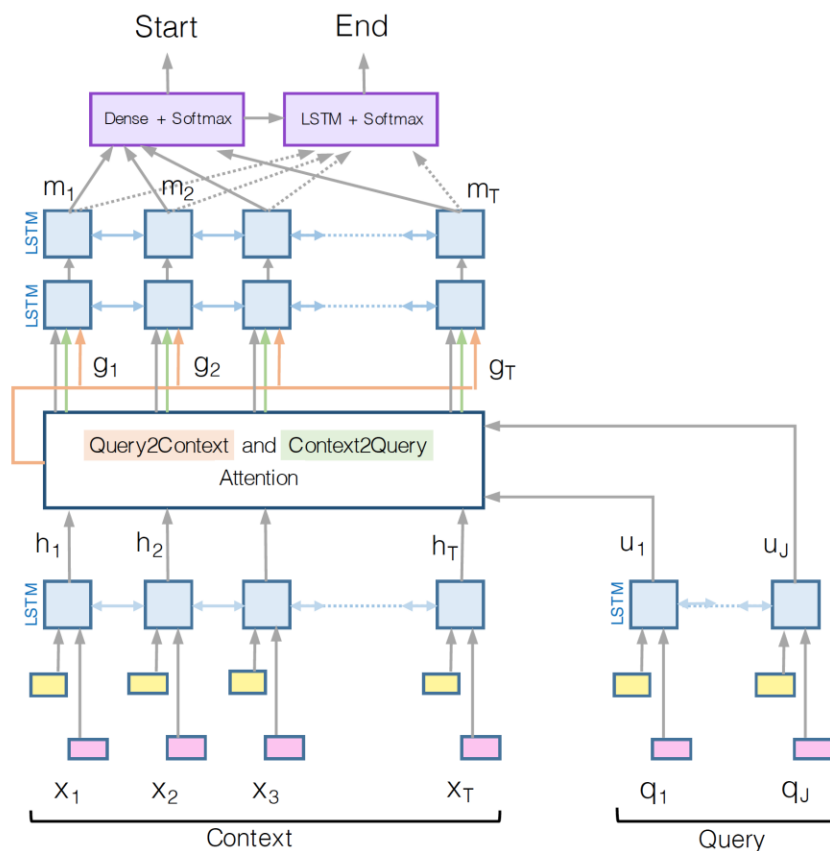 Start End
Dense + Softmax LSTM + Softmax
m1 m2 mT
LSTM
LSTM
g1 g2 gT
Query2Context and Context2Query
Attention
h1 h2 hT u1 uJ
LSTM LSTM
x1 x2 x3 xT q1 qJ
Context Query